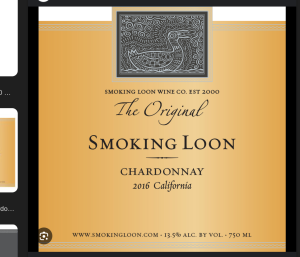 SMOKING LOON WINE CO. EST 2000
The Original
SMOKING LOON
CHARDONNAY
2016 California
WWW.SMOKINGLOON.COM · 13.5% ALC. BY VOL. · 750 ML